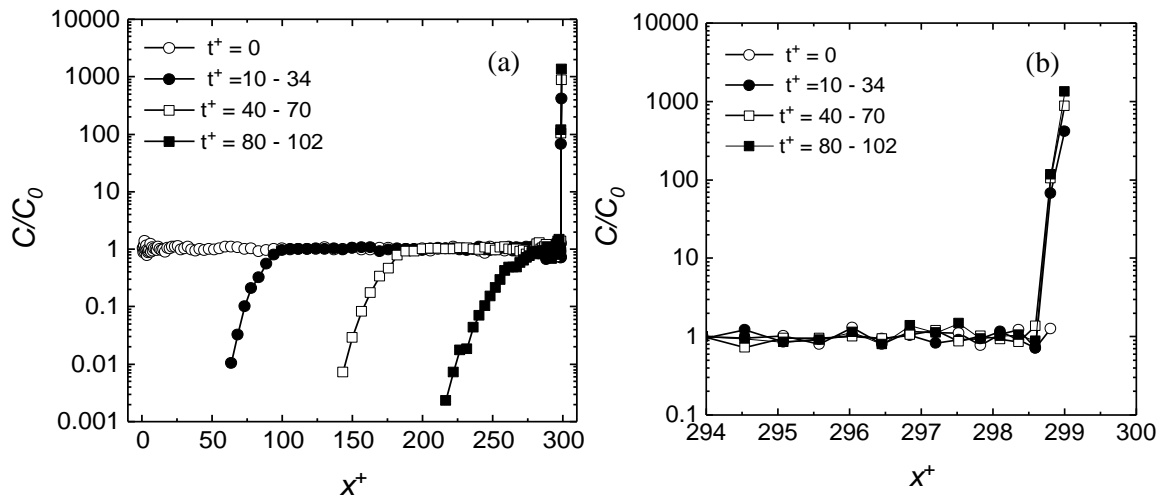 10000
1000
100
10
1
0.1
0.01
0.001
C/C0
t+ = 0
t+ =10 - 34
t+ = 40 - 70
t+ = 80 - 102
(a)
0 50 100 150 200 250 300
x+
10000
1000
100
10
1
0.1
C/C0
t+ = 0
t+ =10 - 34
t+ = 40 - 70
t+ = 80 - 102
(b)
294 295 296 297 298 299 300
x+